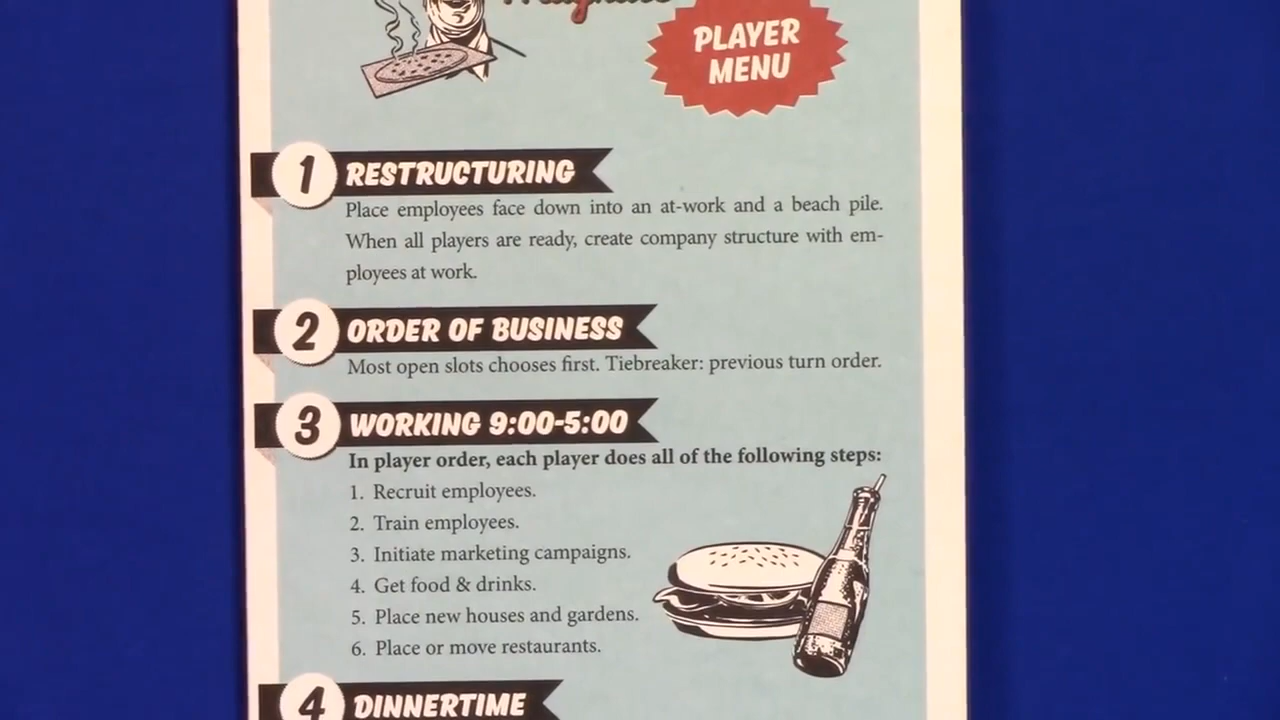 PLAYER
MENU
1 RESTRUCTURING
Place employees face down into an at-work and a beach pile.
When all players are ready, create company structure with em-
ployees at work.
2 ORDER OF BUSINESS
Most open slots chooses first. Tiebreaker: previous turn order.
3 WORKING 9:00-5:00
In player order, each player does all of the following steps:
1. Recruit employees.
2. Train employees.
3. Initiate marketing campaigns.
4. Get food & drinks.
5. Place new houses and gardens.
6. Place or move restaurants.
4 DINNERTIME